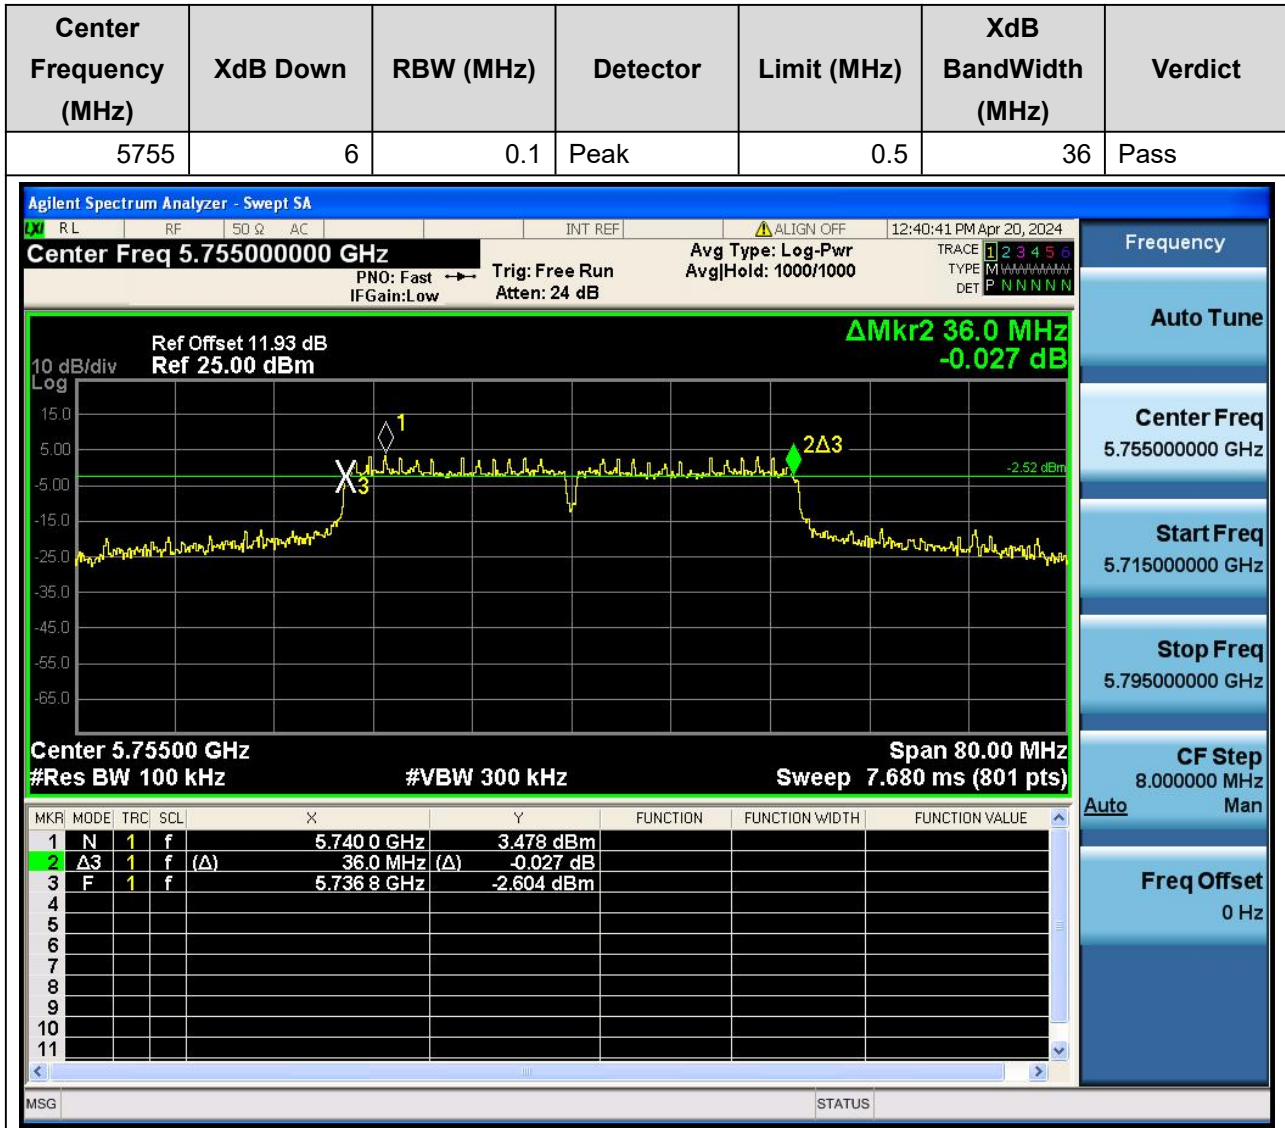 Center Frequency (MHz) XdB Down RBW (MHz) Detector Limit (MHz) XdB BandWidth (MHz) Verdict
5755 6 0.1 Peak 0.5 36 Pass
Agilent Spectrum Analyzer - Swept SA
LXI RL RF 50 Ω AC INT REF ALIGN OFF 12:40:41 PM Apr 20, 2024
Center Freq 5.755000000 GHz
PNO: Fast
IFGain:Low
Trig: Free Run
Atten: 24 dB
Avg Type: Log-Pwr
Avg|Hold: 1000/1000
TRACE 1 2 3 4 5 6
TYPE M
DET P N N N N N
ΔMkr2 36.0 MHz
-0.027 dB
Ref Offset 11.93 dB
Ref 25.00 dBm
10 dB/div
Log
15.0
5.00
-5.00
-15.0
-25.0
-35.0
-45.0
-55.0
-65.0
1
2Δ3
3
-2.52 dBm
Center 5.75500 GHz Span 80.00 MHz
#Res BW 100 kHz #VBW 300 kHz Sweep 7.680 ms (801 pts)
MKR MODE TRC SCL X Y FUNCTION FUNCTION WIDTH FUNCTION VALUE
1 N 1 f 5.740 0 GHz 3.478 dBm
2 Δ3 1 f (Δ) 36.0 MHz (Δ) -0.027 dB
3 F 1 f 5.736 8 GHz -2.604 dBm
4
5
6
7
8
9
10
11
MSG STATUS
Frequency
Auto Tune
Center Freq
5.755000000 GHz
Start Freq
5.715000000 GHz
Stop Freq
5.795000000 GHz
CF Step
8.000000 MHz
Auto Man
Freq Offset
0 Hz